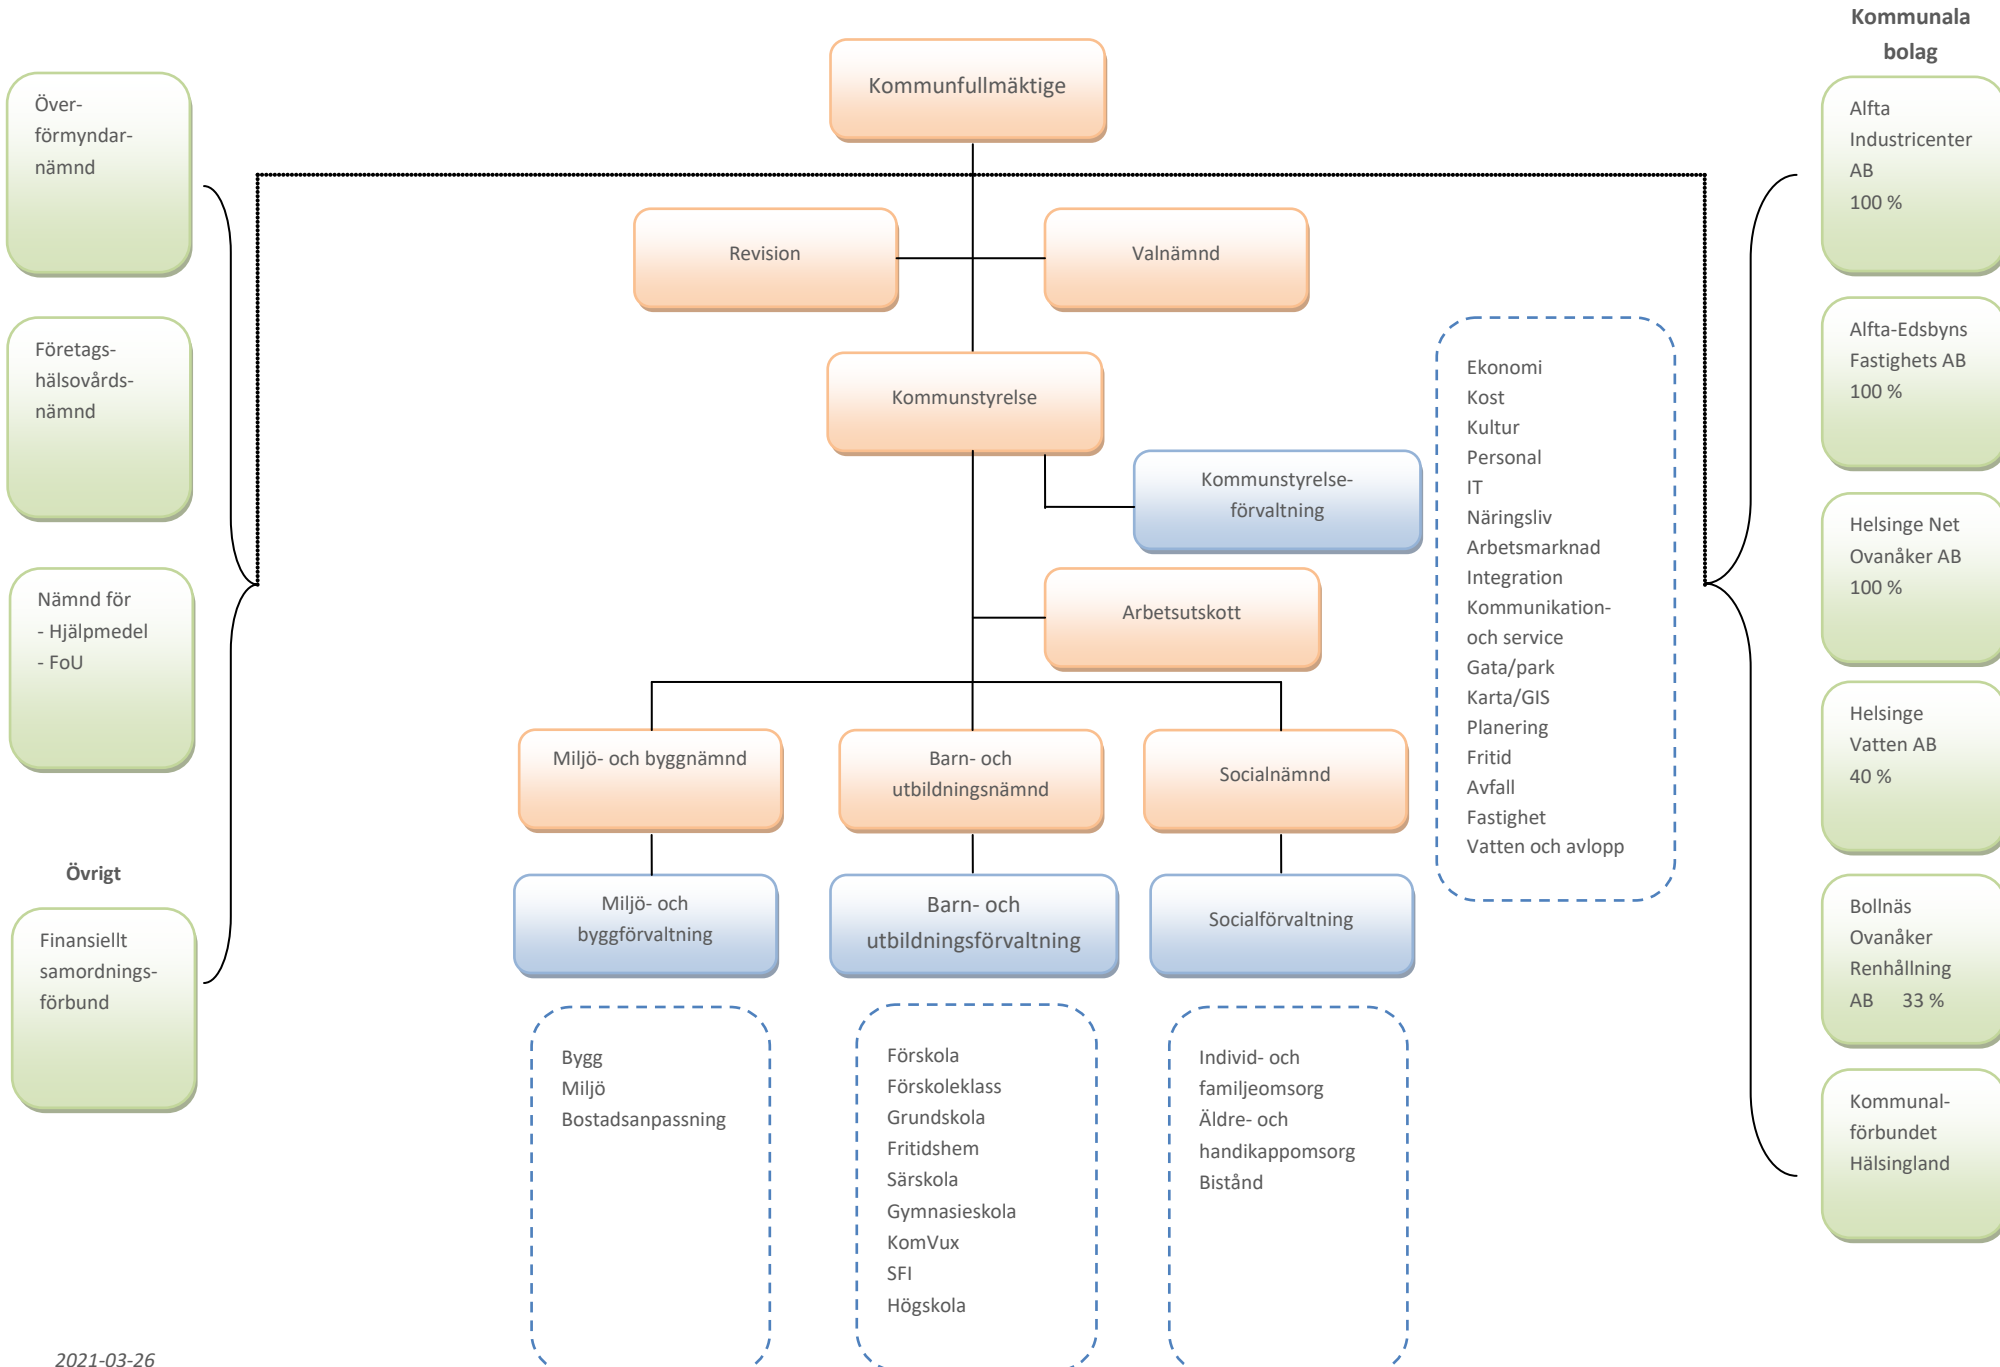 Kommunala
bolag
Kommunfullmäktige
Över-
förmyndar-
nämnd
Företags-
hälsovårds-
nämnd
Nämnd för
- Hjälpmedel
- FoU
Övrigt
Finansiellt
samordnings-
förbund
Revision
Valnämnd
Kommunstyrelse
Kommunstyrelse-
förvaltning
Arbetsutskott
Miljö- och byggnämnd
Barn- och
utbildningsnämnd
Socialnämnd
Miljö- och
byggförvaltning
Barn- och
utbildningsförvaltning
Socialförvaltning
Bygg
Miljö
Bostadsanpassning
Förskola
Förskoleklass
Grundskola
Fritidshem
Särskola
Gymnasieskola
KomVux
SFI
Högskola
Individ- och
familjeomsorg
Äldre- och
handikappomsorg
Bistånd
Ekonomi
Kost
Kultur
Personal
IT
Näringsliv
Arbetsmarknad
Integration
Kommunikation-
och service
Gata/park
Karta/GIS
Planering
Fritid
Avfall
Fastighet
Vatten och avlopp
Alfta
Industricenter
AB
100 %
Alfta-Edsbyns
Fastighets AB
100 %
Helsinge Net
Ovanåker AB
100 %
Helsinge
Vatten AB
40 %
Bollnäs
Ovanåker
Renhållning
AB 33 %
Kommunal-
förbundet
Hälsingland
2021-03-26